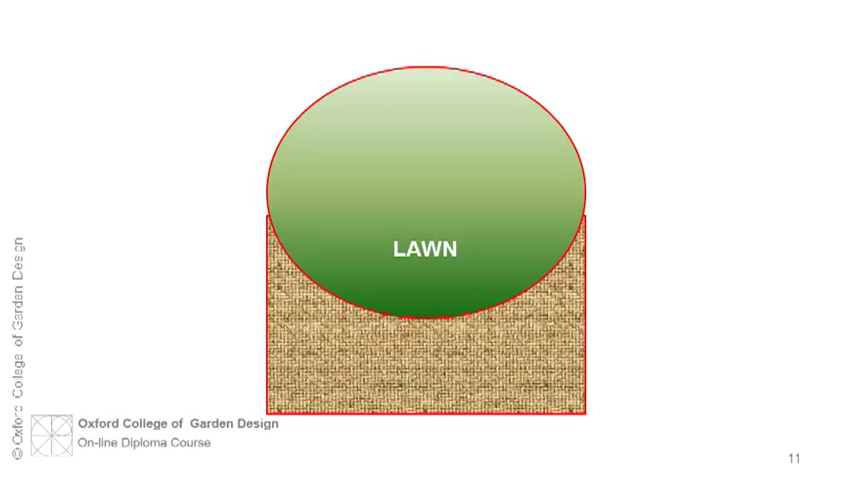 LAWN
© Oxford College of Garden Design
Oxford College of Garden Design
On-line Diploma Course
11